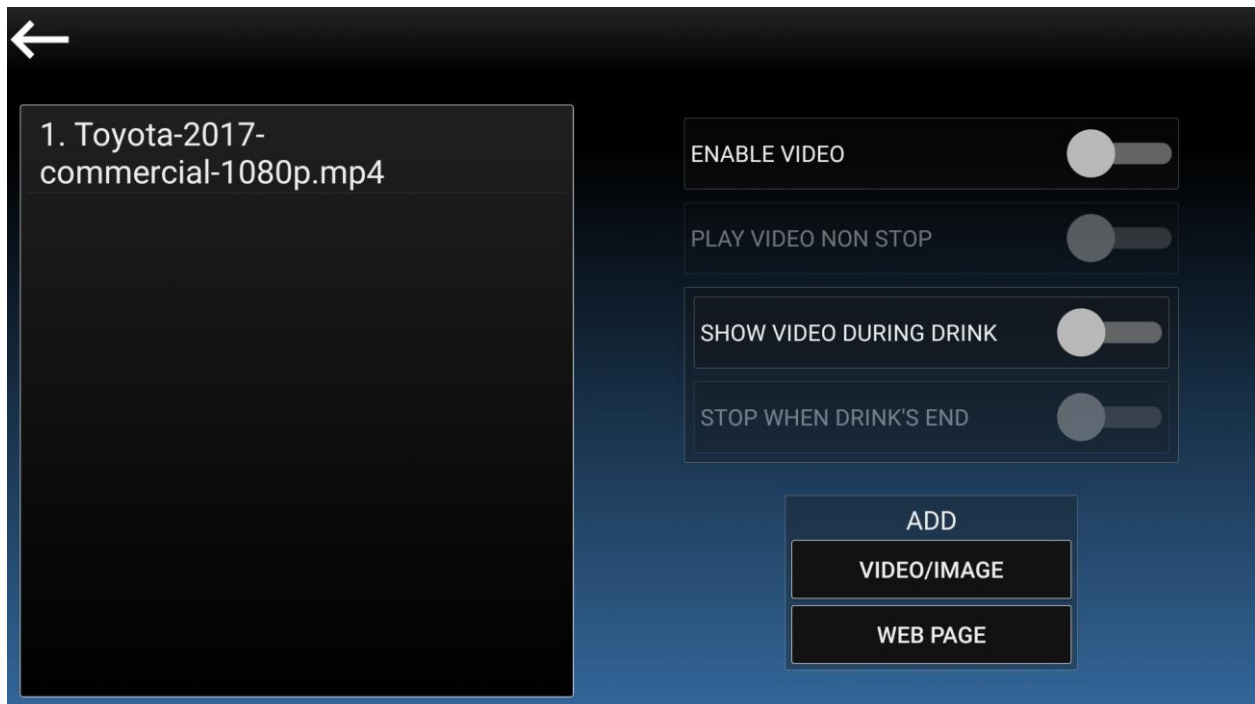 1. Toyota-2017-
commercial-1080p.mp4
ENABLE VIDEO
PLAY VIDEO NON STOP
SHOW VIDEO DURING DRINK
STOP WHEN DRINK'S END
ADD
VIDEO/IMAGE
WEB PAGE